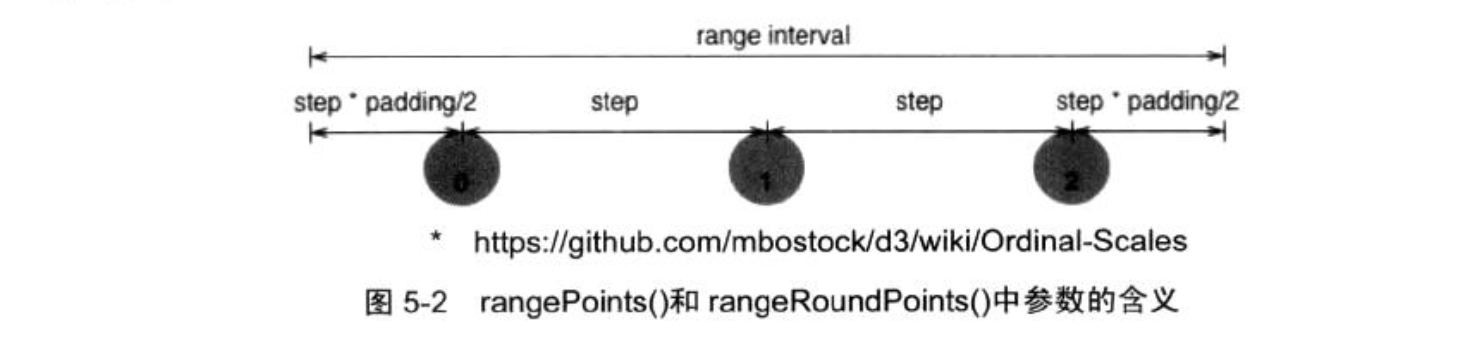 range interval
step * padding/2 step step step * padding/2
0 1 2
* https://github.com/mbostock/d3/wiki/Ordinal-Scales
图 5-2 rangePoints()和 rangeRoundPoints()中参数的含义